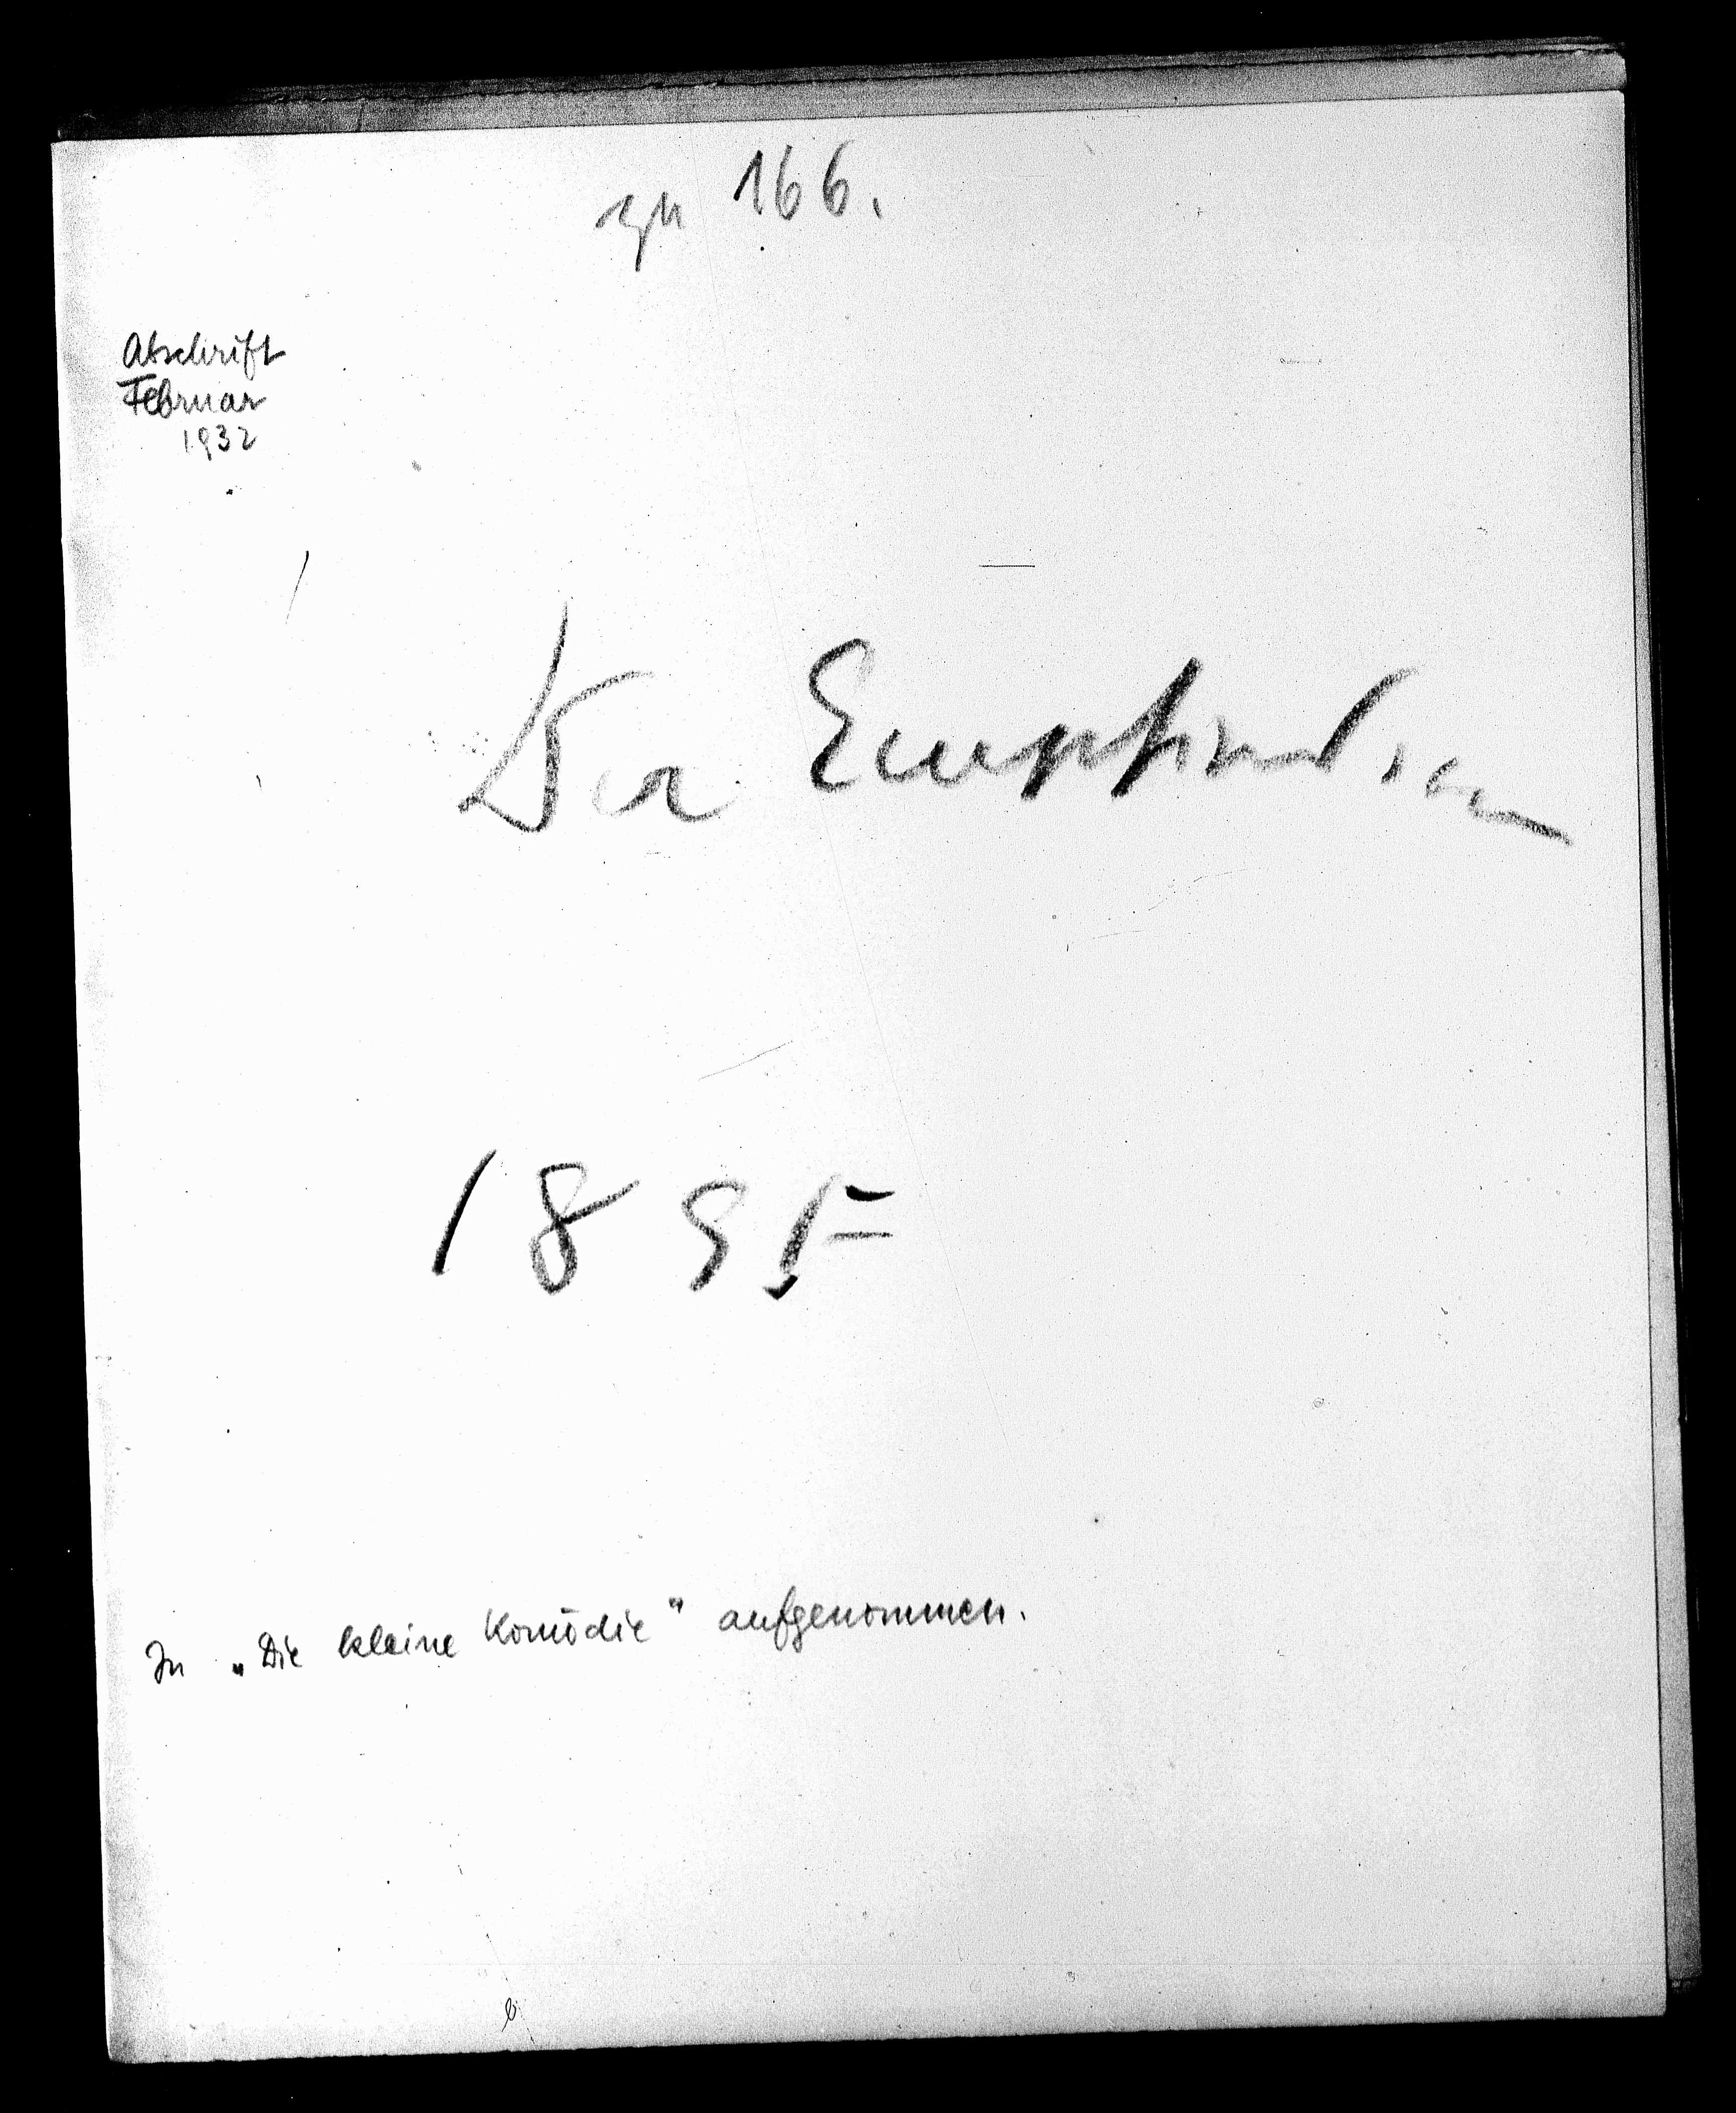 zu 166.
Abschrift
Februar
1932
Der Empfindsame
1895
In „Die kleine Komödie" aufgenommen.